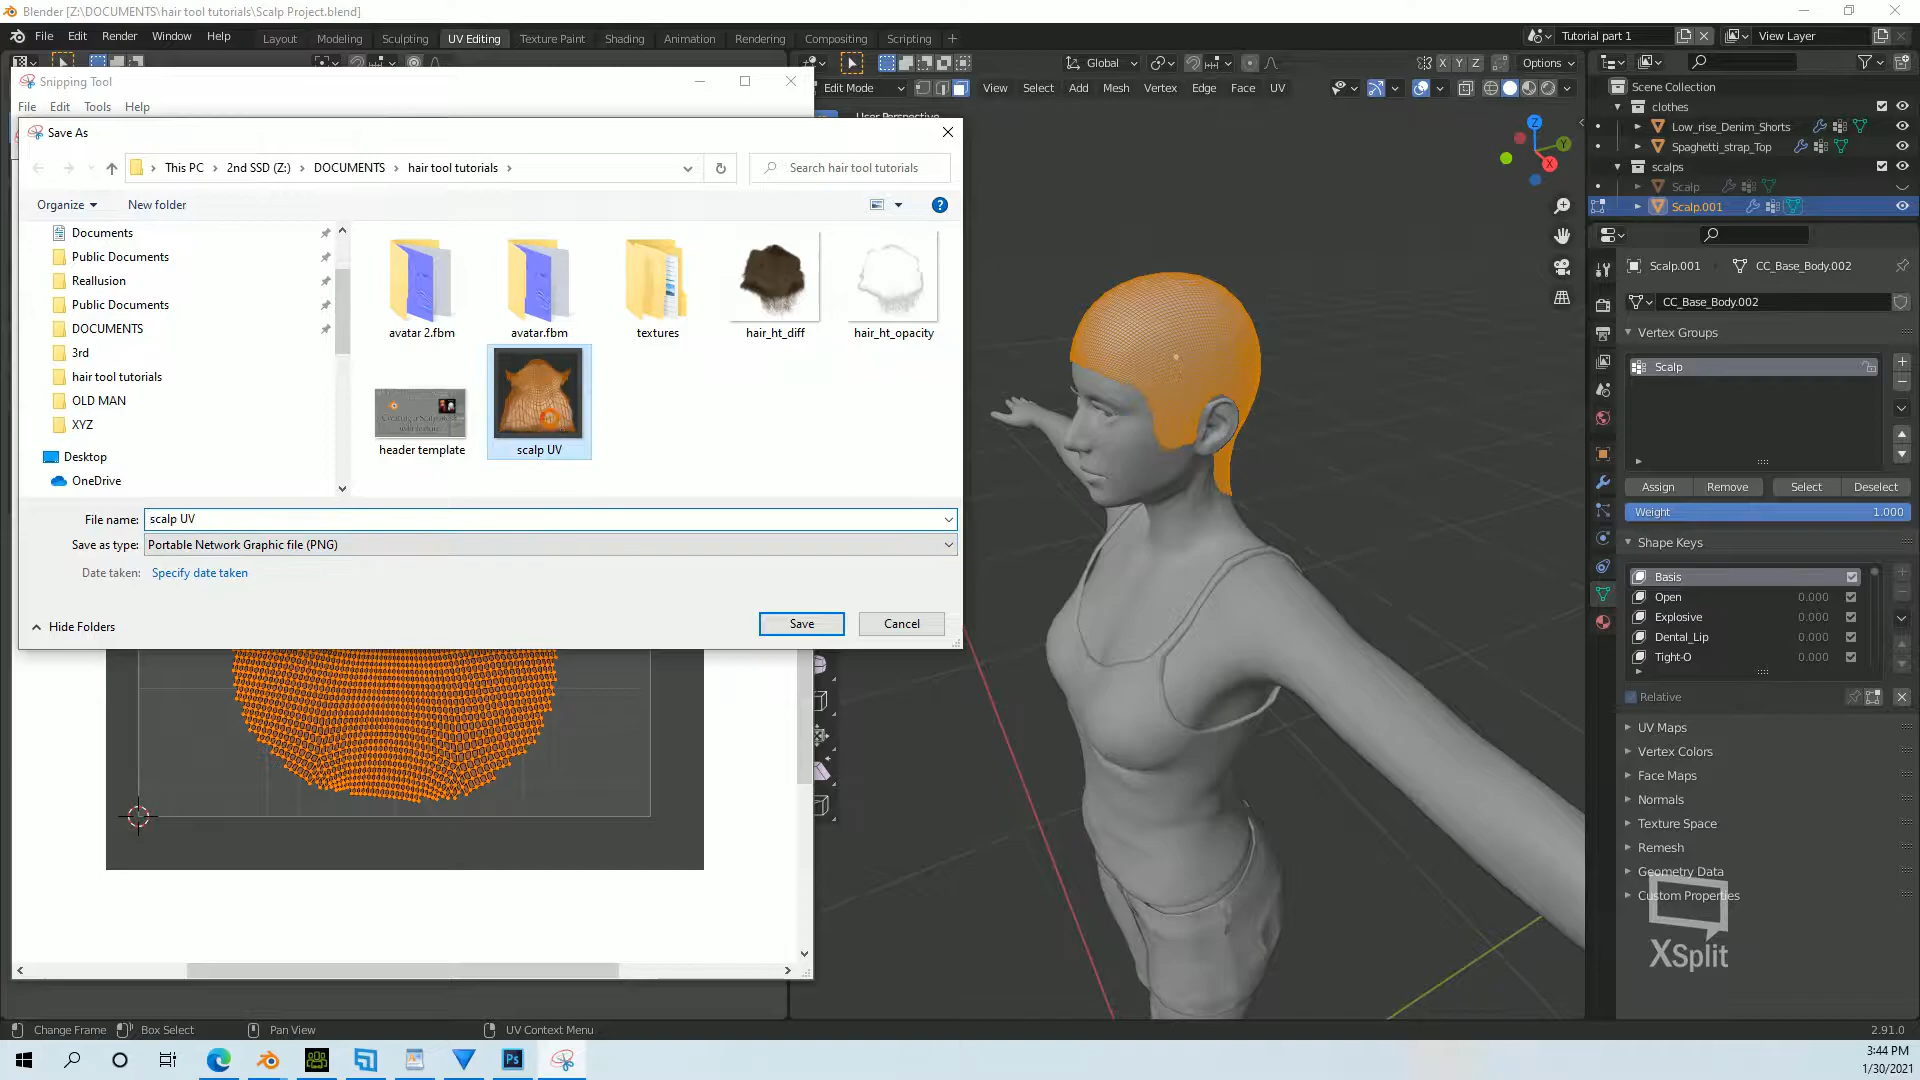 Blender [Z:\DOCUMENTS\hair tool tutorials\Scalp Project.blend]
File Edit Render Window Help
Layout Modeling Sculpting UV Editing Texture Paint Shading Animation Rendering Compositing Scripting
Tutorial part 1
View Layer
Snipping Tool
File Edit Tools Help
Save As
This PC > 2nd SSD (Z:) > DOCUMENTS > hair tool tutorials >
Search hair tool tutorials
Organize
New folder
Documents
Public Documents
Reallusion
Public Documents
DOCUMENTS
3rd
hair tool tutorials
OLD MAN
XYZ
Desktop
OneDrive
avatar 2.fbm
avatar.fbm
textures
hair_ht_diff
hair_ht_opacity
header template
scalp UV
File name: scalp UV
Save as type: Portable Network Graphic file (PNG)
Date taken: Specify date taken
Hide Folders
Save
Cancel
Global
X Y Z
Options
Edit Mode
View Select Add Mesh Vertex Edge Face UV
User Perspective
Z
Y
X
Scene Collection
clothes
Low_rise_Denim_Shorts
Spaghetti_strap_Top
scalps
Scalp
Scalp.001
Scalp.001
CC_Base_Body.002
CC_Base_Body.002
Vertex Groups
Scalp
Assign Remove Select Deselect
Weight 1.000
Shape Keys
Basis
Open 0.000
Explosive 0.000
Dental_Lip 0.000
Tight-O 0.000
Relative
UV Maps
Vertex Colors
Face Maps
Normals
Texture Space
Remesh
Geometry Data
Custom Properties
XSplit
Change Frame
Box Select
Pan View
UV Context Menu
2.91.0
Ps
3:44 PM
1/30/2021